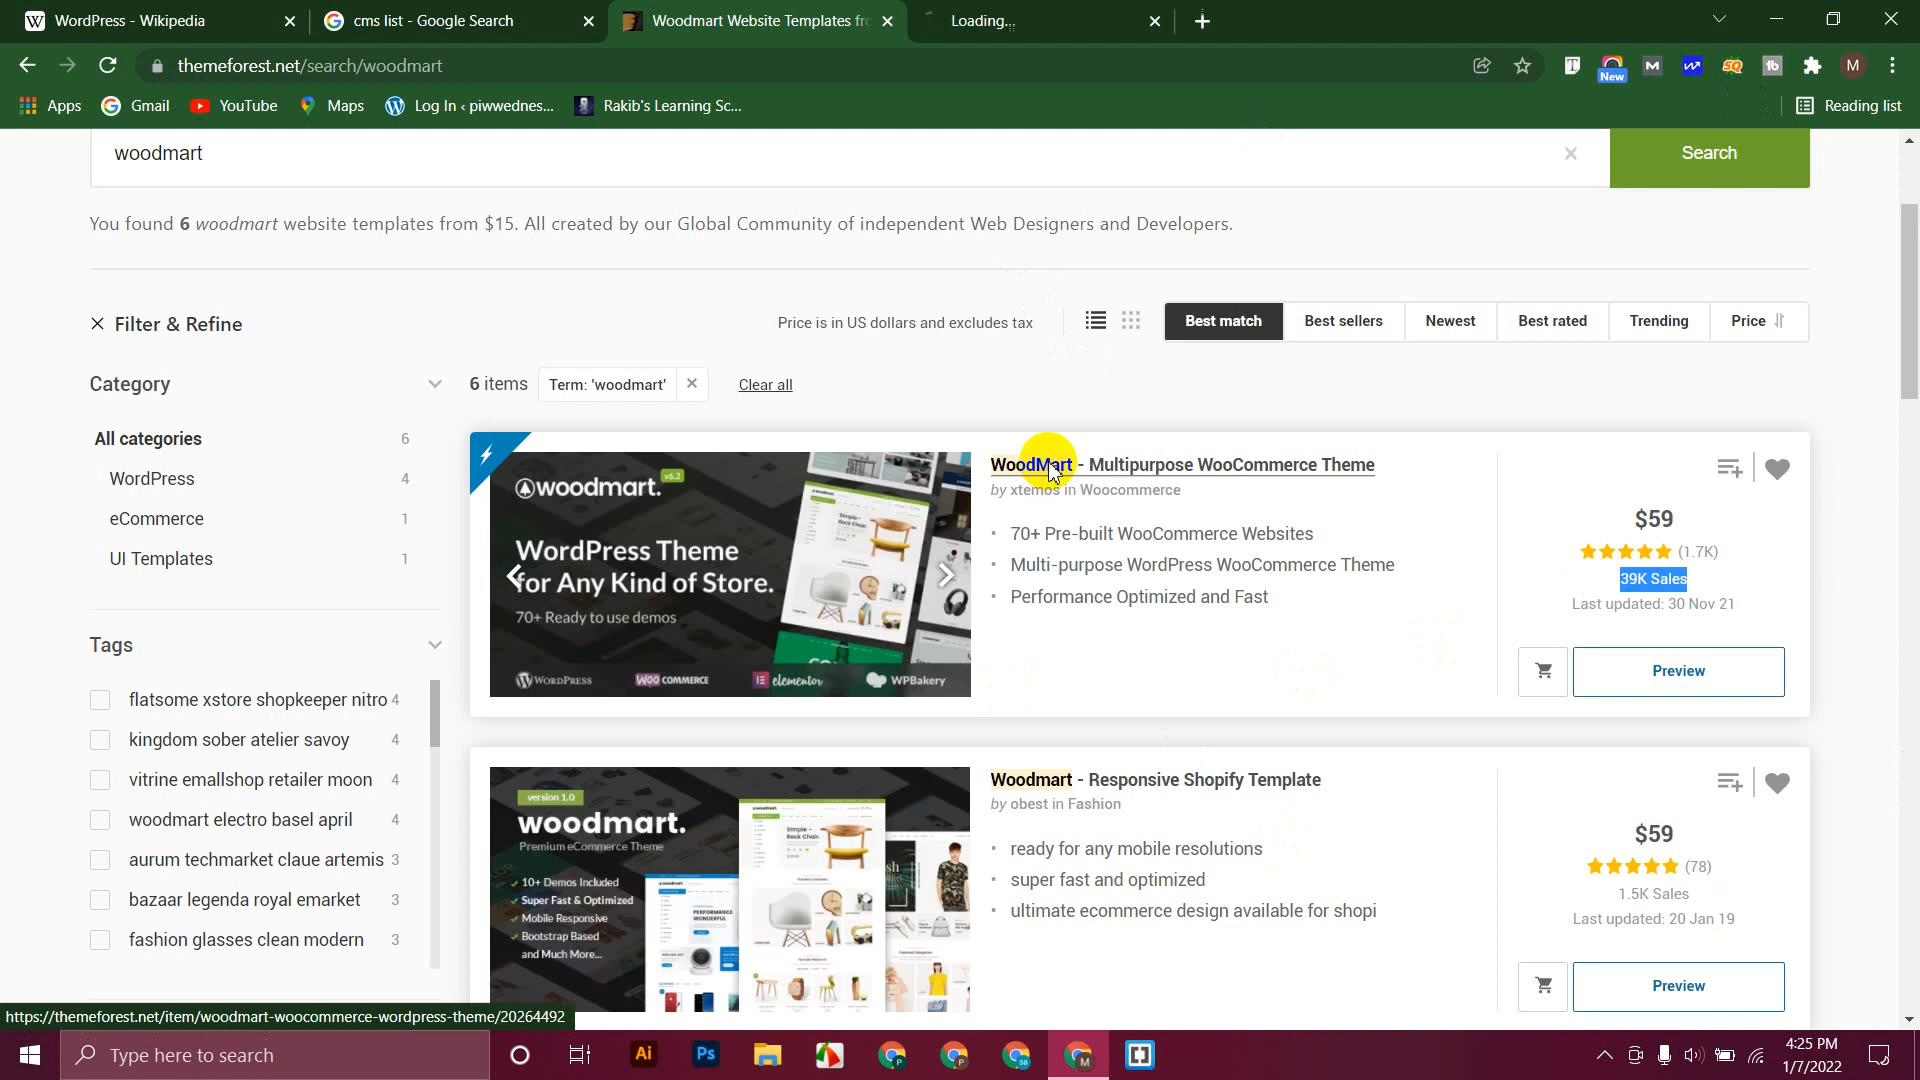 WordPress - Wikipedia
cms list - Google Search
Woodmart Website Templates fr
Loading...
themeforest.net/search/woodmart
New
M
Apps
Gmail
YouTube
Maps
Log In ‹ piwwednes...
Rakib's Learning Sc...
Reading list
woodmart
Search
You found 6 woodmart website templates from $15. All created by our Global Community of independent Web Designers and Developers.
Filter & Refine
Price is in US dollars and excludes tax
Best match
Best sellers
Newest
Best rated
Trending
Price
Category
6 items
Term: 'woodmart'
Clear all
All categories 6
WordPress 4
eCommerce 1
UI Templates 1
Tags
flatsome xstore shopkeeper nitro 4
kingdom sober atelier savoy 4
vitrine emallshop retailer moon 4
woodmart electro basel april 4
aurum techmarket claue artemis 3
bazaar legenda royal emarket 3
fashion glasses clean modern 3
woodmart. v6.2
WordPress Theme
for Any Kind of Store.
70+ Ready to use demos
WORDPRESS
WOO COMMERCE
elementor
WPBakery
WoodMart - Multipurpose WooCommerce Theme
by xtemos in Woocommerce
70+ Pre-built WooCommerce Websites
Multi-purpose WordPress WooCommerce Theme
Performance Optimized and Fast
$59
(1.7K)
39K Sales
Last updated: 30 Nov 21
Preview
version 1.0
woodmart.
Premium eCommerce Theme
10+ Demos Included
Super Fast & Optimized
Mobile Responsive
Bootstrap Based
and Much More...
Woodmart - Responsive Shopify Template
by obest in Fashion
ready for any mobile resolutions
super fast and optimized
ultimate ecommerce design available for shopi
$59
(78)
1.5K Sales
Last updated: 20 Jan 19
Preview
https://themeforest.net/item/woodmart-woocommerce-wordpress-theme/20264492
Type here to search
Ai
Ps
4:25 PM
1/7/2022